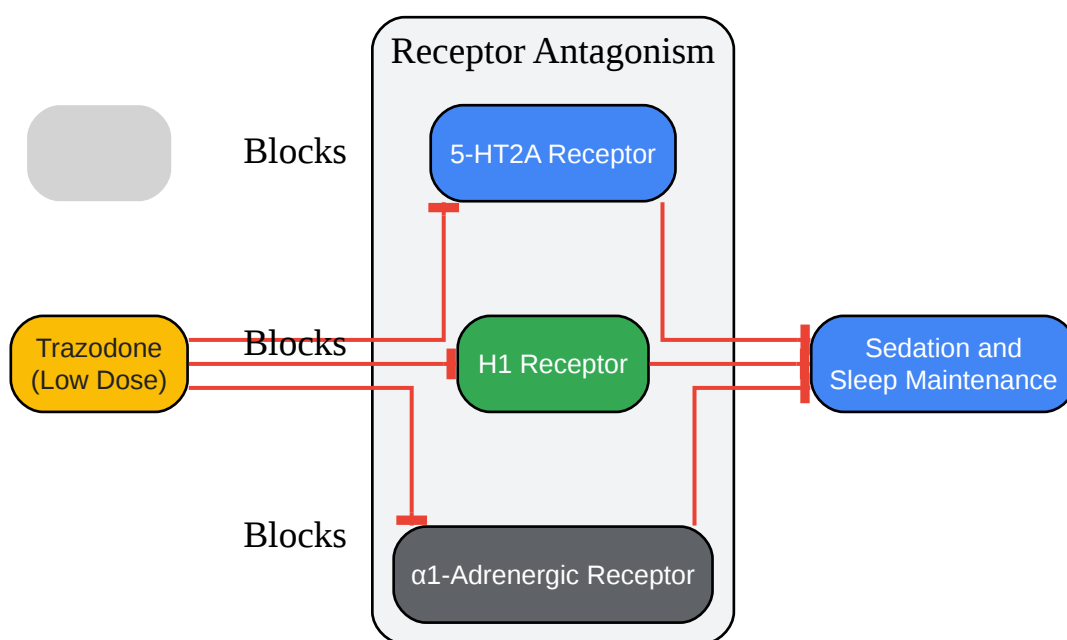 Receptor Antagonism
Blocks
5-HT2A Receptor
Trazodone
(Low Dose)
Blocks
H1 Receptor
Sedation and
Sleep Maintenance
Blocks
α1-Adrenergic Receptor